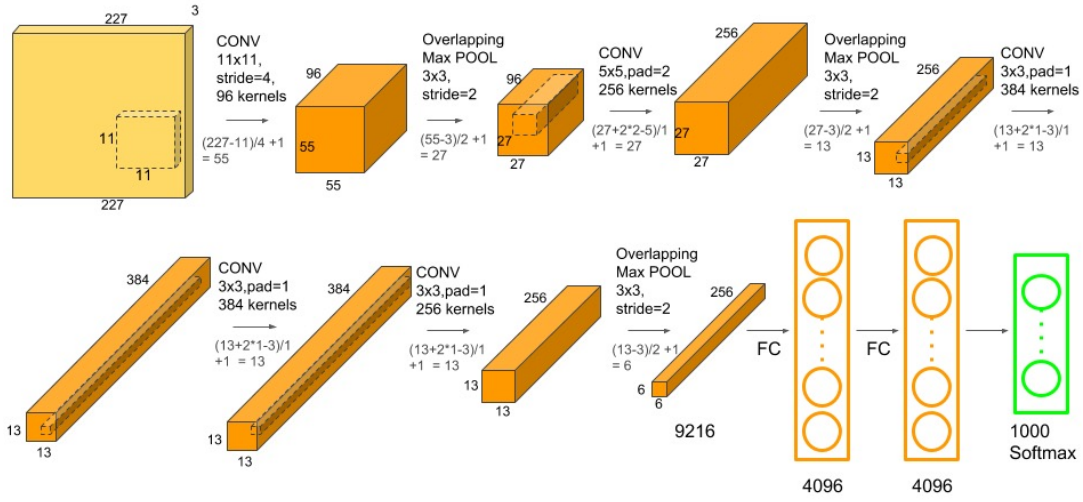 227
3
11
11
227
CONV
11x11,
stride=4,
96 kernels
(227-11)/4 +1
= 55
96
55
55
Overlapping
Max POOL
3x3,
stride=2
(55-3)/2 +1
= 27
96
27
27
CONV
5x5,pad=2
256 kernels
(27+2*2-5)/1
+1 = 27
256
27
27
Overlapping
Max POOL
3x3,
stride=2
(27-3)/2 +1
= 13
256
13
13
CONV
3x3,pad=1
384 kernels
(13+2*1-3)/1
+1 = 13
384
13
13
CONV
3x3,pad=1
384 kernels
(13+2*1-3)/1
+1 = 13
384
13
13
CONV
3x3,pad=1
256 kernels
(13+2*1-3)/1
+1 = 13
256
13
13
Overlapping
Max POOL
3x3,
stride=2
(13-3)/2 +1
= 6
256
6
6
9216
FC
4096
FC
4096
1000
Softmax